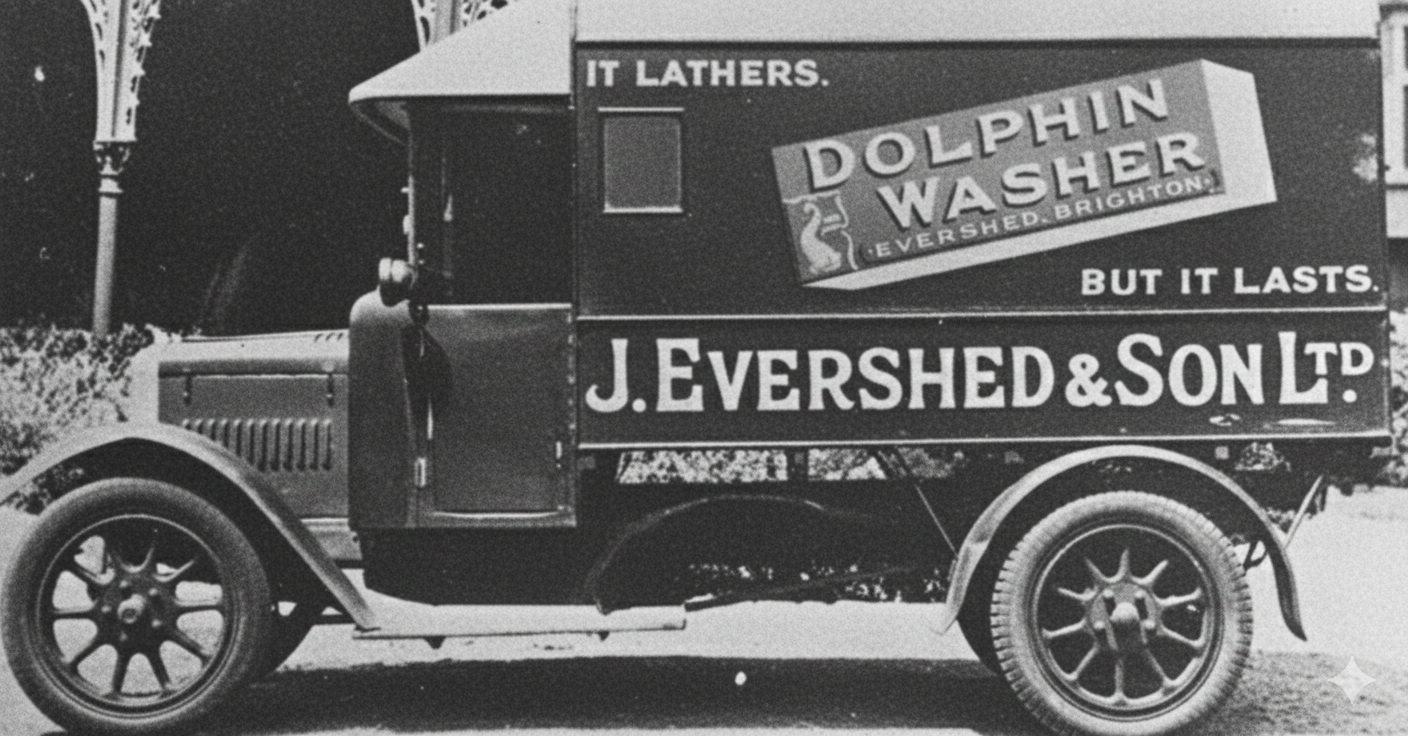 IT LATHERS.
DOLPHIN
WASHER
·EVERSHED. BRIGHTON·
BUT IT LASTS.
J. EVERSHED & SON LTD.